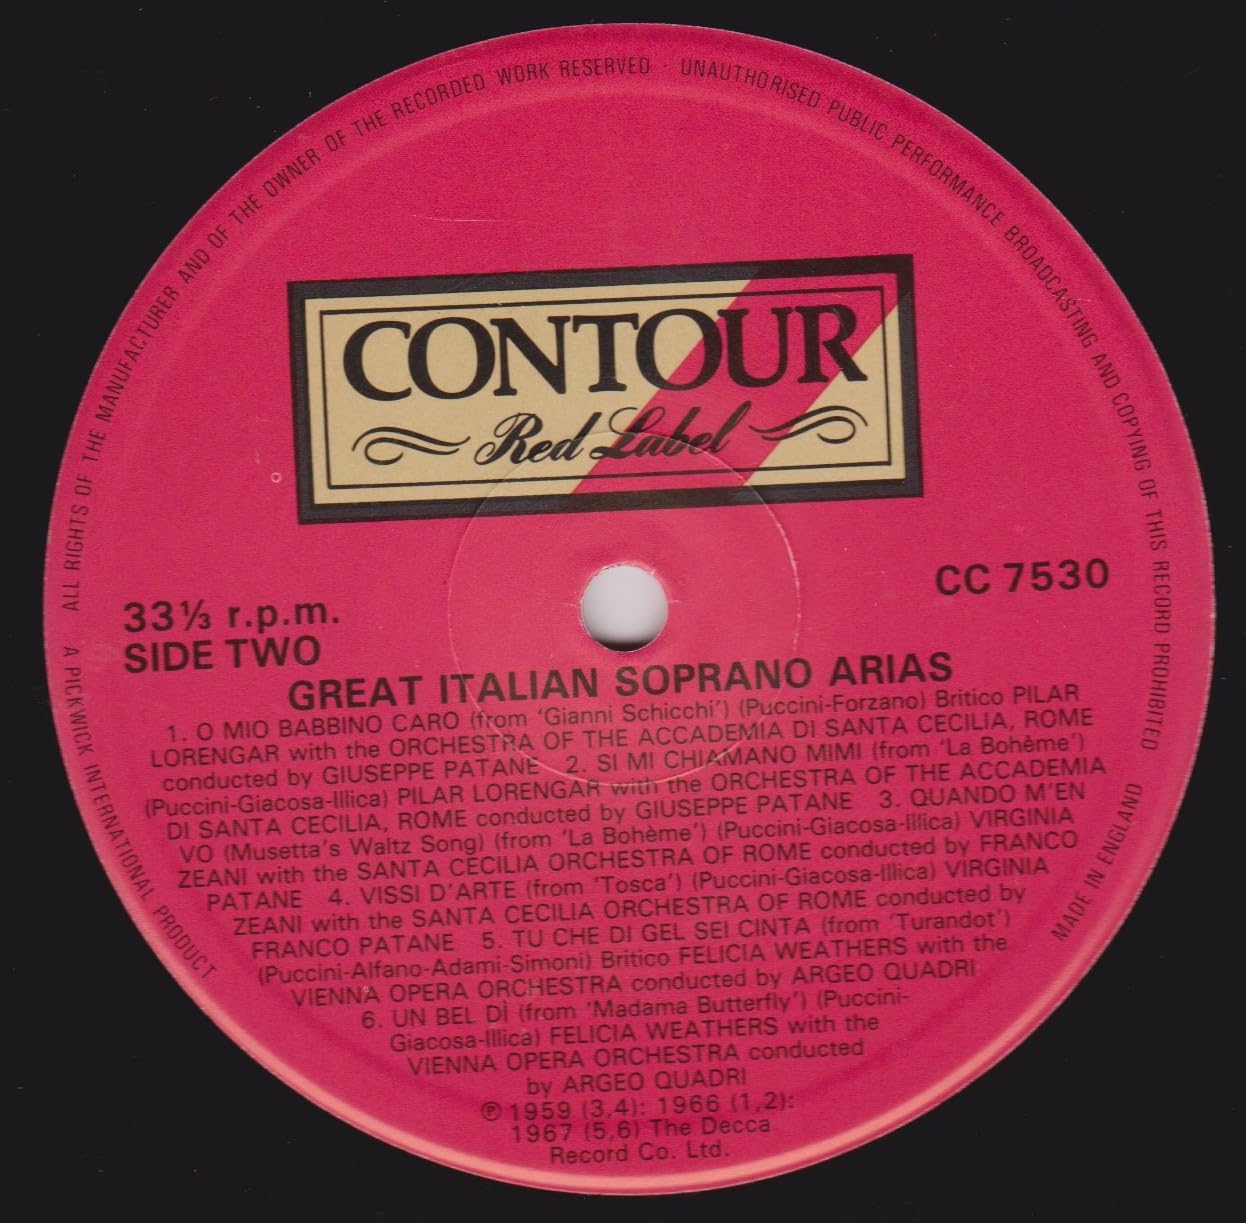 ALL RIGHTS OF THE MANUFACTURER AND OF THE OWNER OF THE RECORDED WORK RESERVED · UNAUTHORISED PUBLIC PERFORMANCE BROADCASTING AND COPYING OF THIS RECORD PROHIBITED
CONTOUR
Red Label
CC 7530
33⅓ r.p.m.
SIDE TWO
GREAT ITALIAN SOPRANO ARIAS
1. O MIO BABBINO CARO (from 'Gianni Schicchi') (Puccini-Forzano) Britico PILAR
LORENGAR with the ORCHESTRA OF THE ACCADEMIA DI SANTA CECILIA, ROME
conducted by GIUSEPPE PATANE 2. SI MI CHIAMANO MIMI (from 'La Bohème')
(Puccini-Giacosa-Illica) PILAR LORENGAR with the ORCHESTRA OF THE ACCADEMIA
DI SANTA CECILIA, ROME conducted by GIUSEPPE PATANE 3. QUANDO M'EN
VO (Musetta's Waltz Song) (from 'La Bohème') (Puccini-Giacosa-Illica) VIRGINIA
ZEANI with the SANTA CECILIA ORCHESTRA OF ROME conducted by FRANCO
PATANE 4. VISSI D'ARTE (from 'Tosca') (Puccini-Giacosa-Illica) VIRGINIA
ZEANI with the SANTA CECILIA ORCHESTRA OF ROME conducted by
FRANCO PATANE 5. TU CHE DI GEL SEI CINTA (from 'Turandot')
(Puccini-Alfano-Adami-Simoni) Britico FELICIA WEATHERS with the
VIENNA OPERA ORCHESTRA conducted by ARGEO QUADRI
6. UN BEL DÌ (from 'Madama Butterfly') (Puccini-
Giacosa-Illica) FELICIA WEATHERS with the
VIENNA OPERA ORCHESTRA conducted
by ARGEO QUADRI
℗ 1959 (3,4): 1966 (1,2):
1967 (5,6) The Decca
Record Co. Ltd.
A PICKWICK INTERNATIONAL PRODUCT
MADE IN ENGLAND